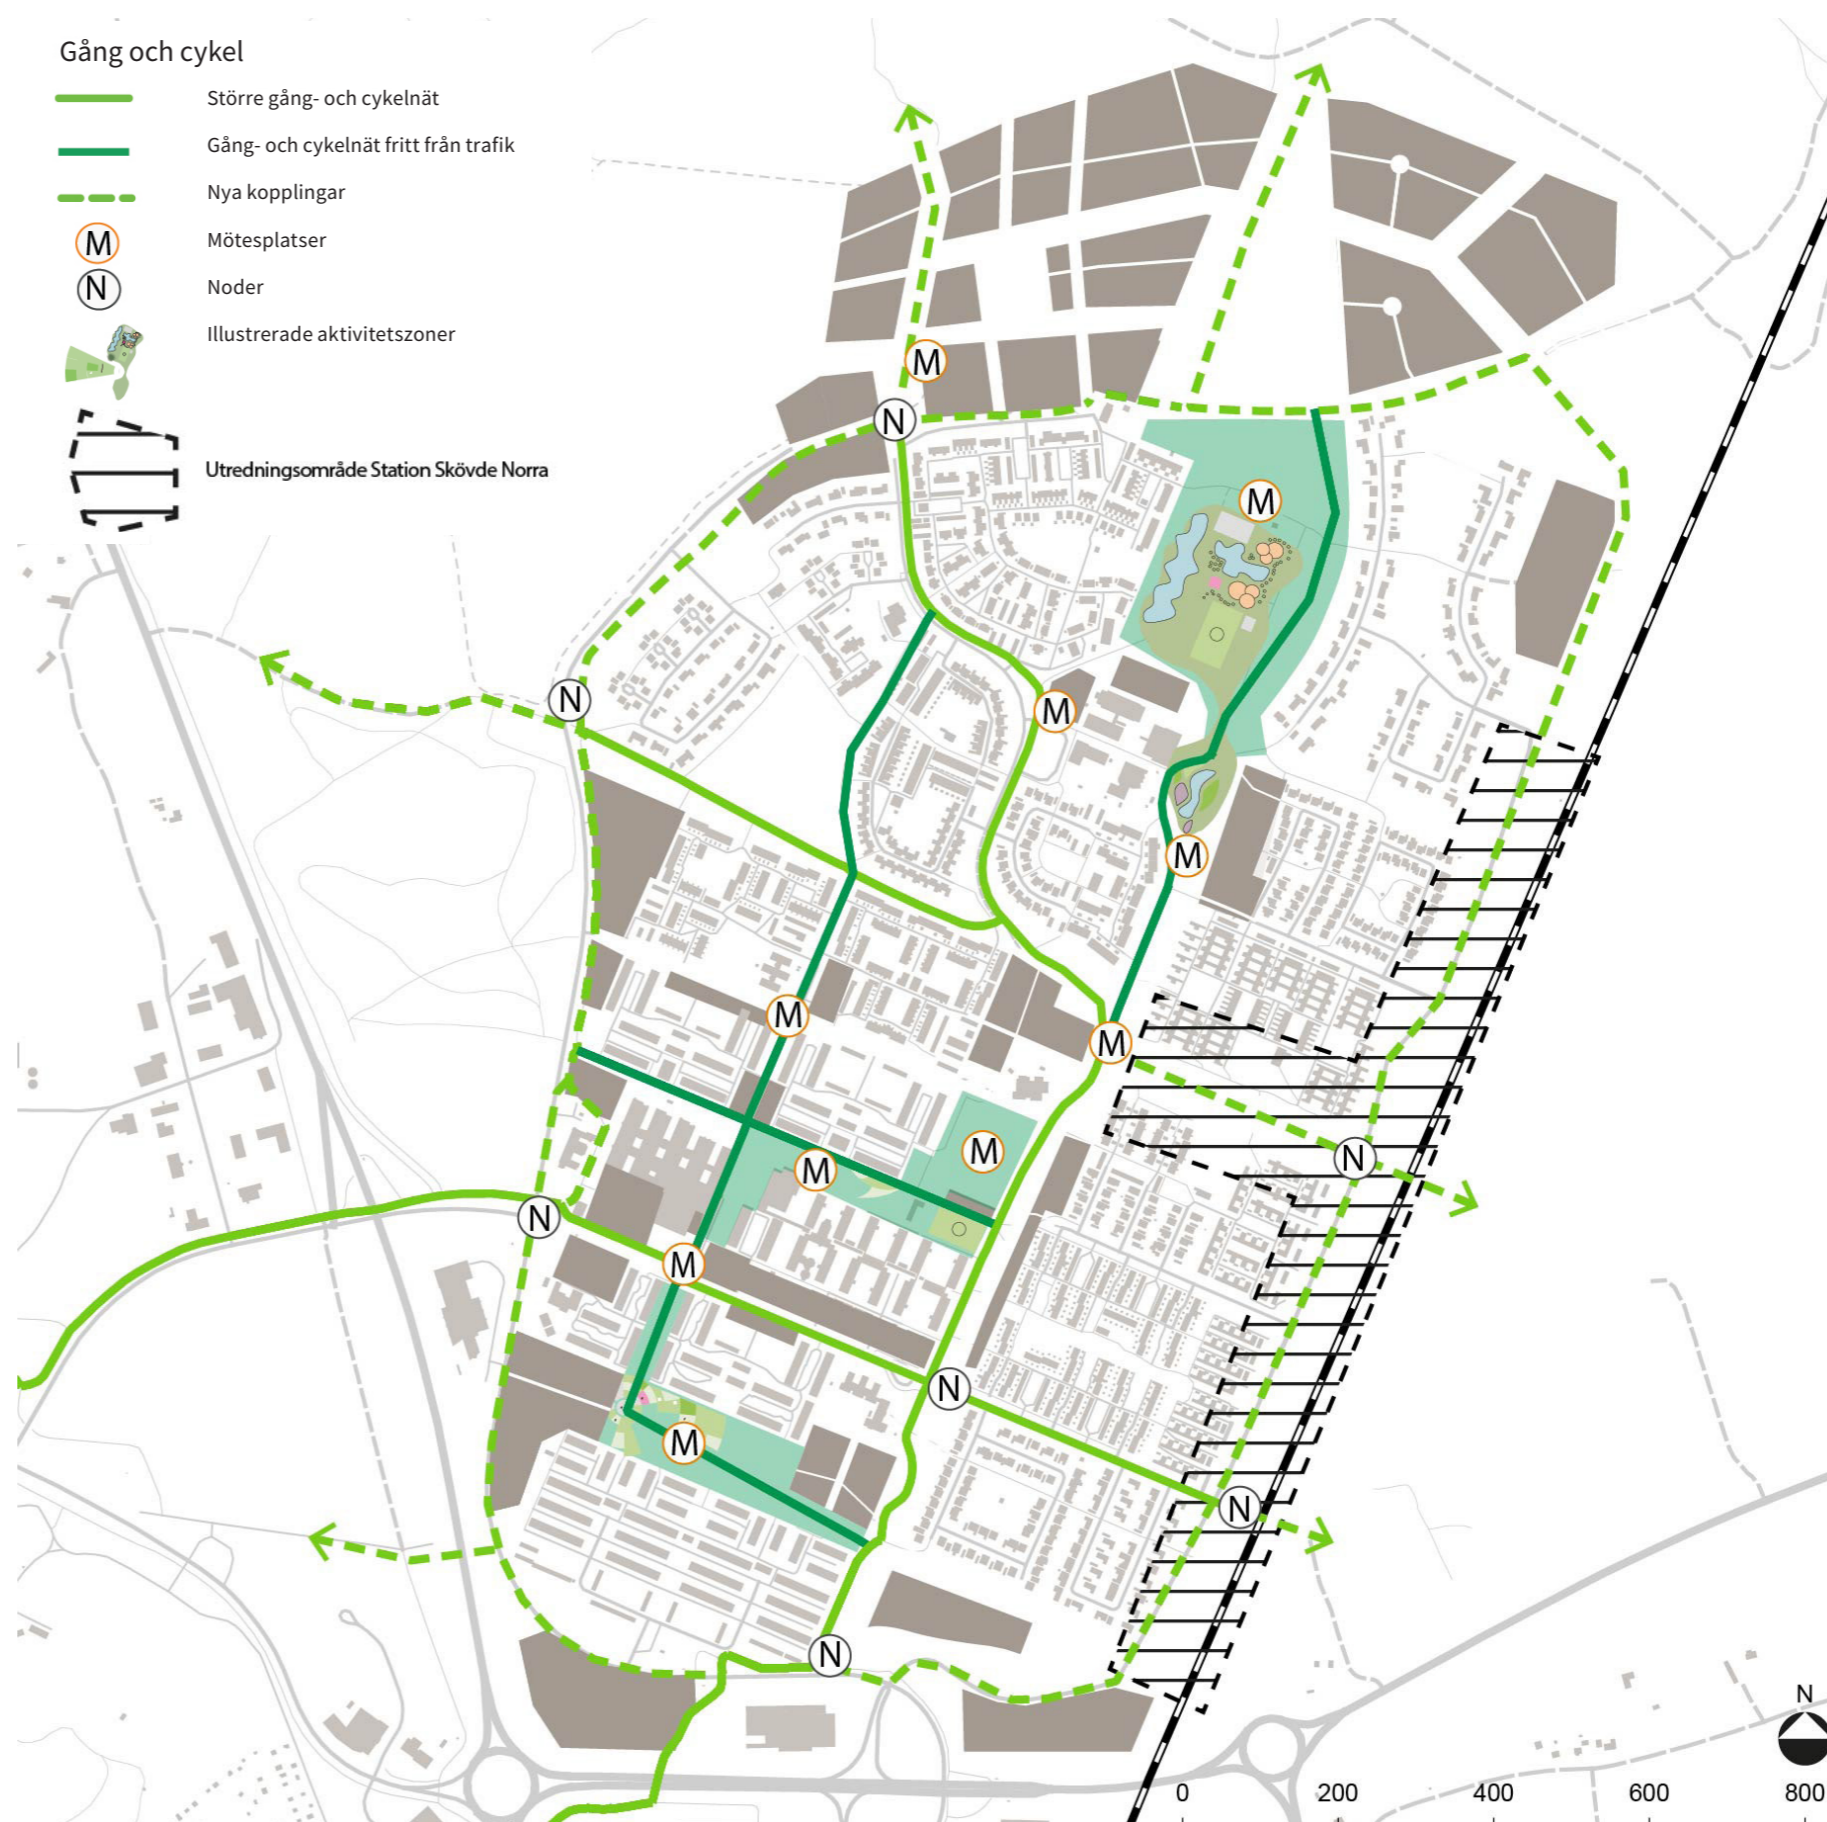 Gång och cykel
Större gång- och cykelnät
Gång- och cykelnät fritt från trafik
Nya kopplingar
M Mötesplatser
N Noder
Illustrerade aktivitetszoner
Utredningsområde Station Skövde Norra
M
N
M
N
M
M
M
M
M
M
N
N
M
N
M
N
N
N
0 200 400 600 800